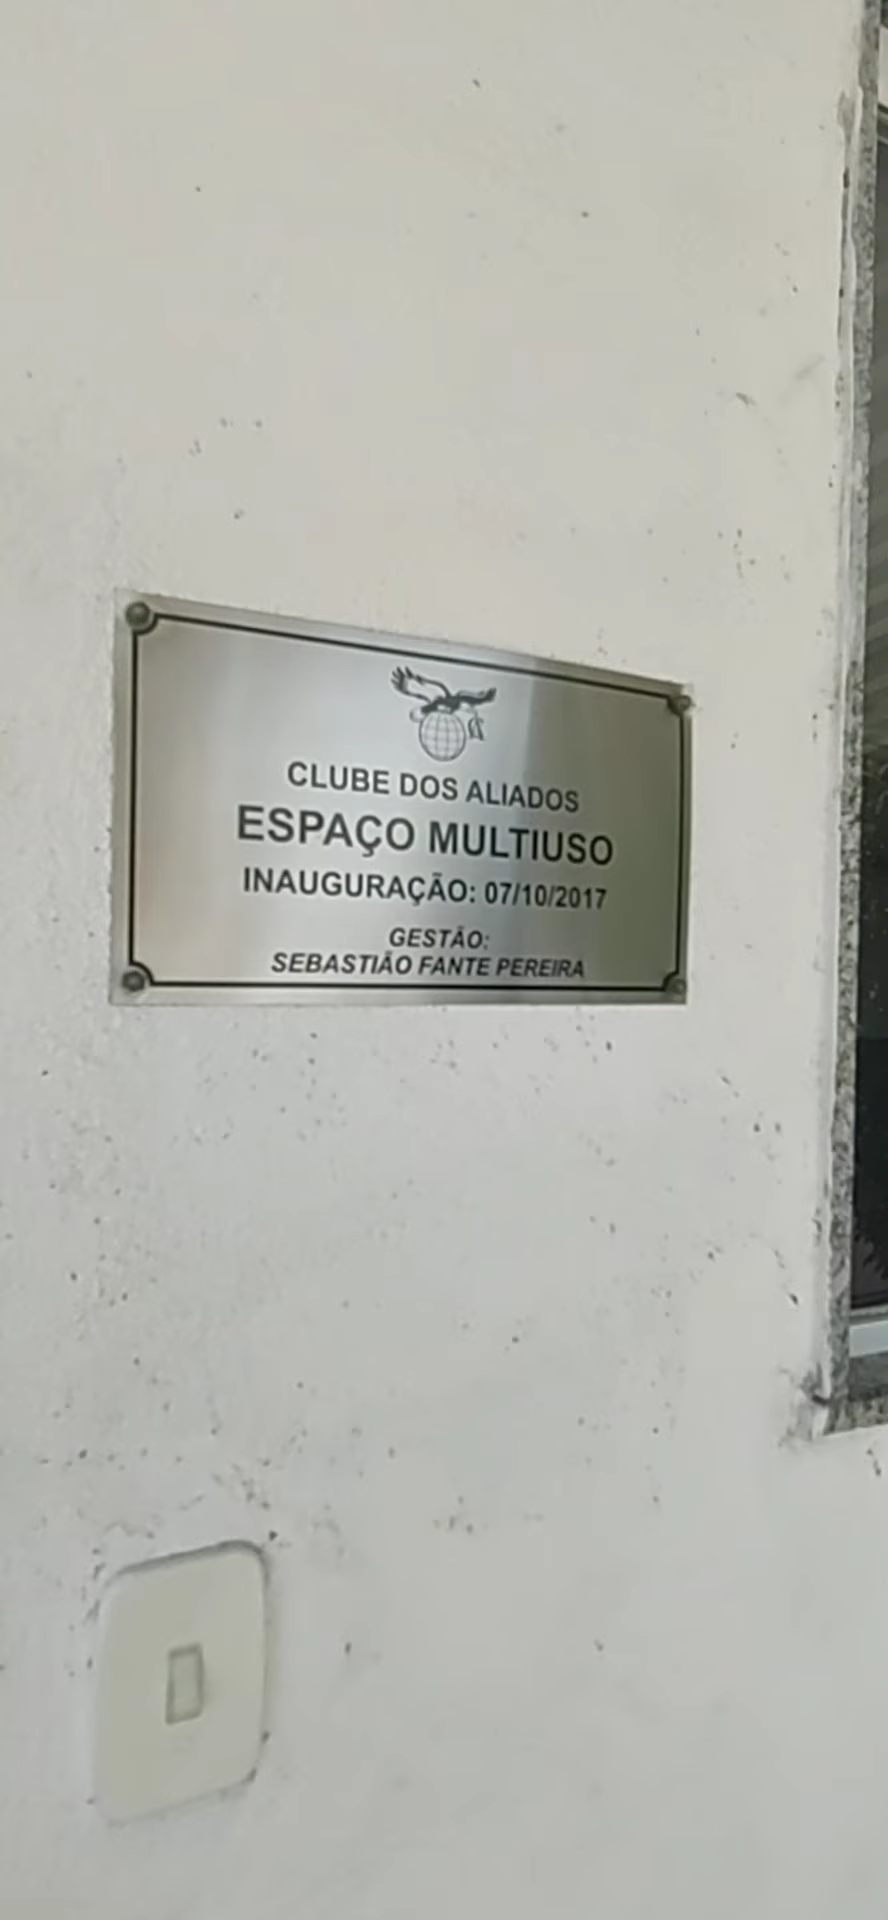 CLUBE DOS ALIADOS
ESPAÇO MULTIUSO
INAUGURAÇÃO: 07/10/2017
GESTÃO:
SEBASTIÃO FANTE PEREIRA